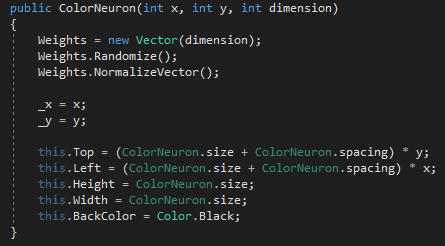 public ColorNeuron(int x, int y, int dimension)
{
Weights = new Vector(dimension);
Weights.Randomize();
Weights.NormalizeVector();
_x = x;
_y = y;
this.Top = (ColorNeuron.size + ColorNeuron.spacing) * y;
this.Left = (ColorNeuron.size + ColorNeuron.spacing) * x;
this.Height = ColorNeuron.size;
this.Width = ColorNeuron.size;
this.BackColor = Color.Black;
}